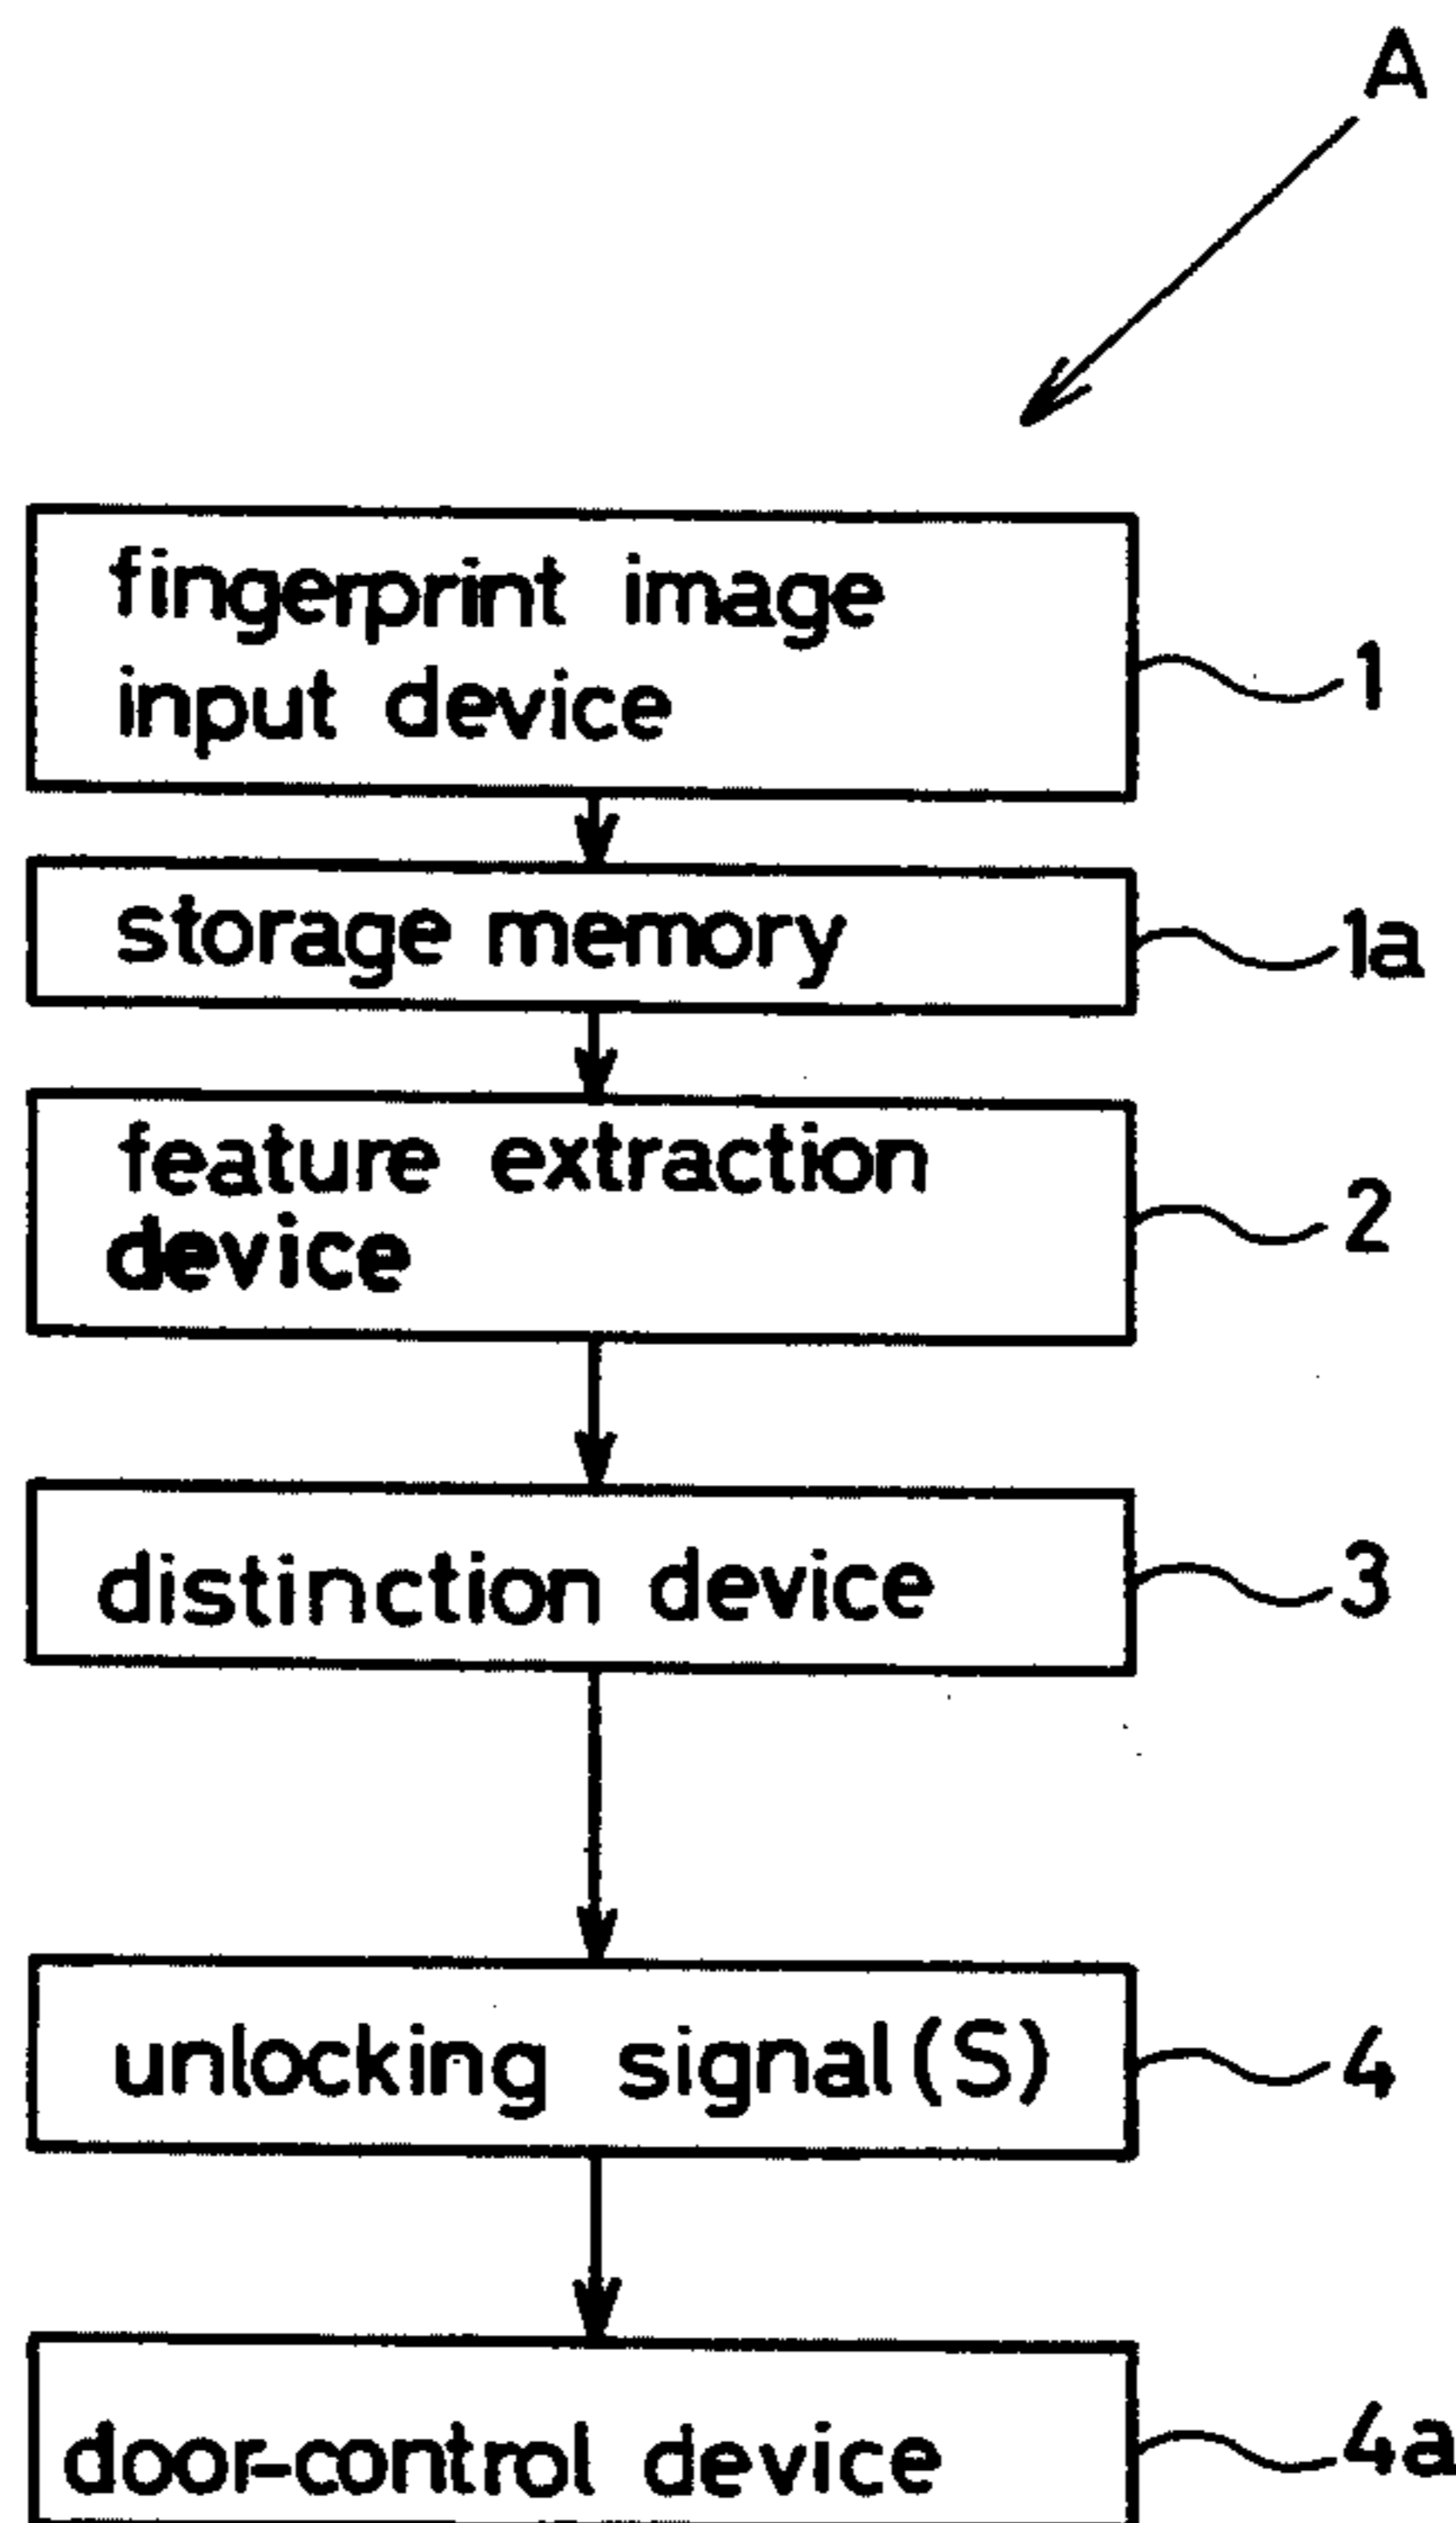 A
fingerprint image
input device
1
storage memory
1a
feature extraction
device
2
distinction device
3
unlocking signal(S)
4
door-control device
4a